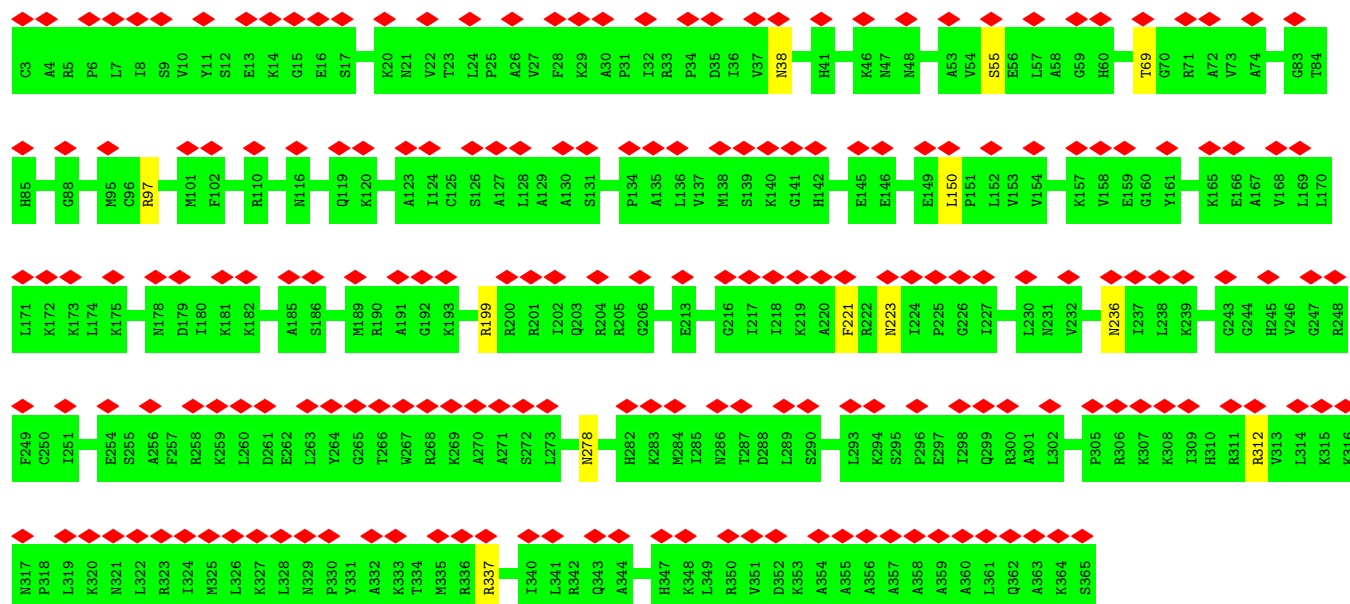 C3 A4 R5 P6 L7 I8 S9 V10 Y11 S12 E13 K14 G15 E16 S17 K20 N21 V22 T23 L24 P25 A26 V27 F28 K29 A30 P31 I32 R33 P34 D35 I36 V37 N38 H41 K46 N47 N48 A53 V54 S55 E56 L57 A58 G59 H60 T69 G70 R71 A72 V73 A74 G83 T84
H85 G88 M95 C96 R97 M101 F102 R110 N116 Q119 K120 A123 I124 C125 S126 A127 L128 A129 A130 S131 P134 A135 L136 V137 M138 S139 K140 G141 H142 E145 E146 E149 L150 P151 L152 V153 V154 K157 V158 E159 G160 Y161 K165 E166 A167 V168 L169 L170
L171 K172 K173 L174 K175 N178 D179 I180 K181 K182 A185 S186 M189 R190 A191 G192 K193 R199 R200 R201 I202 Q203 R204 R205 G206 E213 G216 I217 I218 K219 A220 F221 R222 N223 I224 P225 G226 I227 L230 N231 V232 N236 I237 L238 K239 G243 G244 H245 V246 G247 R248
F249 C250 I251 E254 S255 A256 F257 R258 K259 L260 D261 E262 L263 Y264 G265 T266 W267 R268 K269 A270 A271 S272 L273 N278 H282 K283 M284 I285 N286 T287 D288 L289 S290 L293 K294 S295 P296 E297 I298 Q299 R300 A301 L302 P305 R306 K307 K308 I309 H310 R311 R312 V313 L314 K315 K316
N317 P318 L319 K320 N321 L322 R323 I324 M325 L326 K327 L328 N329 P330 Y331 A332 K333 T334 M335 R336 R337 I340 L341 R342 Q343 A344 H347 K348 L349 R350 V351 D352 K353 A354 A355 A356 A357 A358 A359 A360 L361 Q362 A363 K364 S365